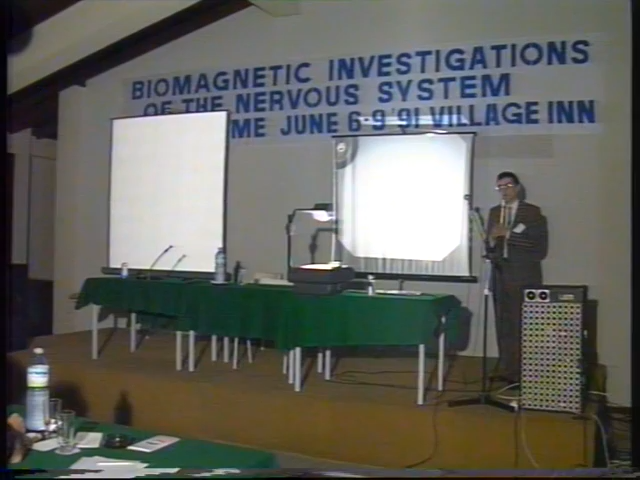 BIOMAGNETIC INVESTIGATIONS
OF THE NERVOUS SYSTEM
ME JUNE 6-9 '91 VILLAGE INN